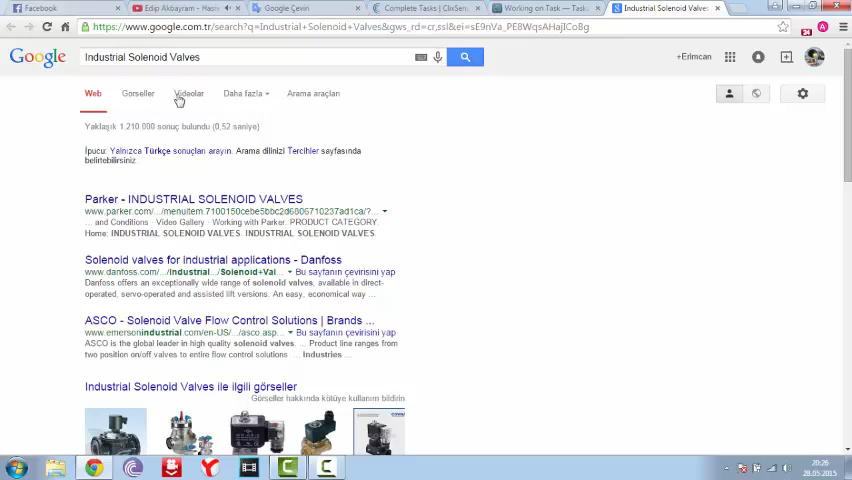 Facebook
Edip Akbayram - Hasre
Google Çeviri
Complete Tasks | ClixSen
Working on Task — Task
Industrial Solenoid Valves
https://www.google.com.tr/search?q=Industrial+Solenoid+Valves&gws_rd=cr,ssl&ei=sE9nVa_PE8WqsAHajIC0Bg
24
Google
Industrial Solenoid Valves
+Erimcan
Web
Görseller
Videolar
Daha fazla
Arama araçları
Yaklaşık 1.210.000 sonuç bulundu (0,52 saniye)
İpucu: Yalnızca Türkçe sonuçları arayın. Arama dilinizi Tercihler sayfasında
belirtebilirsiniz.
Parker - INDUSTRIAL SOLENOID VALVES
www.parker.com/.../menuitem.7100150cebe5bbc2d6806710237ad1ca/?...
... and Conditions · Video Gallery · Working with Parker. PRODUCT CATEGORY.
Home: INDUSTRIAL SOLENOID VALVES. INDUSTRIAL SOLENOID VALVES.
Solenoid valves for industrial applications - Danfoss
www.danfoss.com/.../Industrial.../Solenoid+Val... Bu sayfanın çevirisini yap
Danfoss offers an exceptionally wide range of solenoid valves, available in direct-
operated, servo-operated and assisted lift versions. An easy, economical way ...
ASCO - Solenoid Valve Flow Control Solutions | Brands ...
www.emersonindustrial.com/en-US/.../asco.asp... Bu sayfanın çevirisini yap
ASCO is the global leader in high quality solenoid valves. ... Product line ranges from
two position on/off valves to entire flow control solutions ... Industries ...
Industrial Solenoid Valves ile ilgili görseller
Görseller hakkında kötüye kullanım bildirin
20:26
28.05.2015